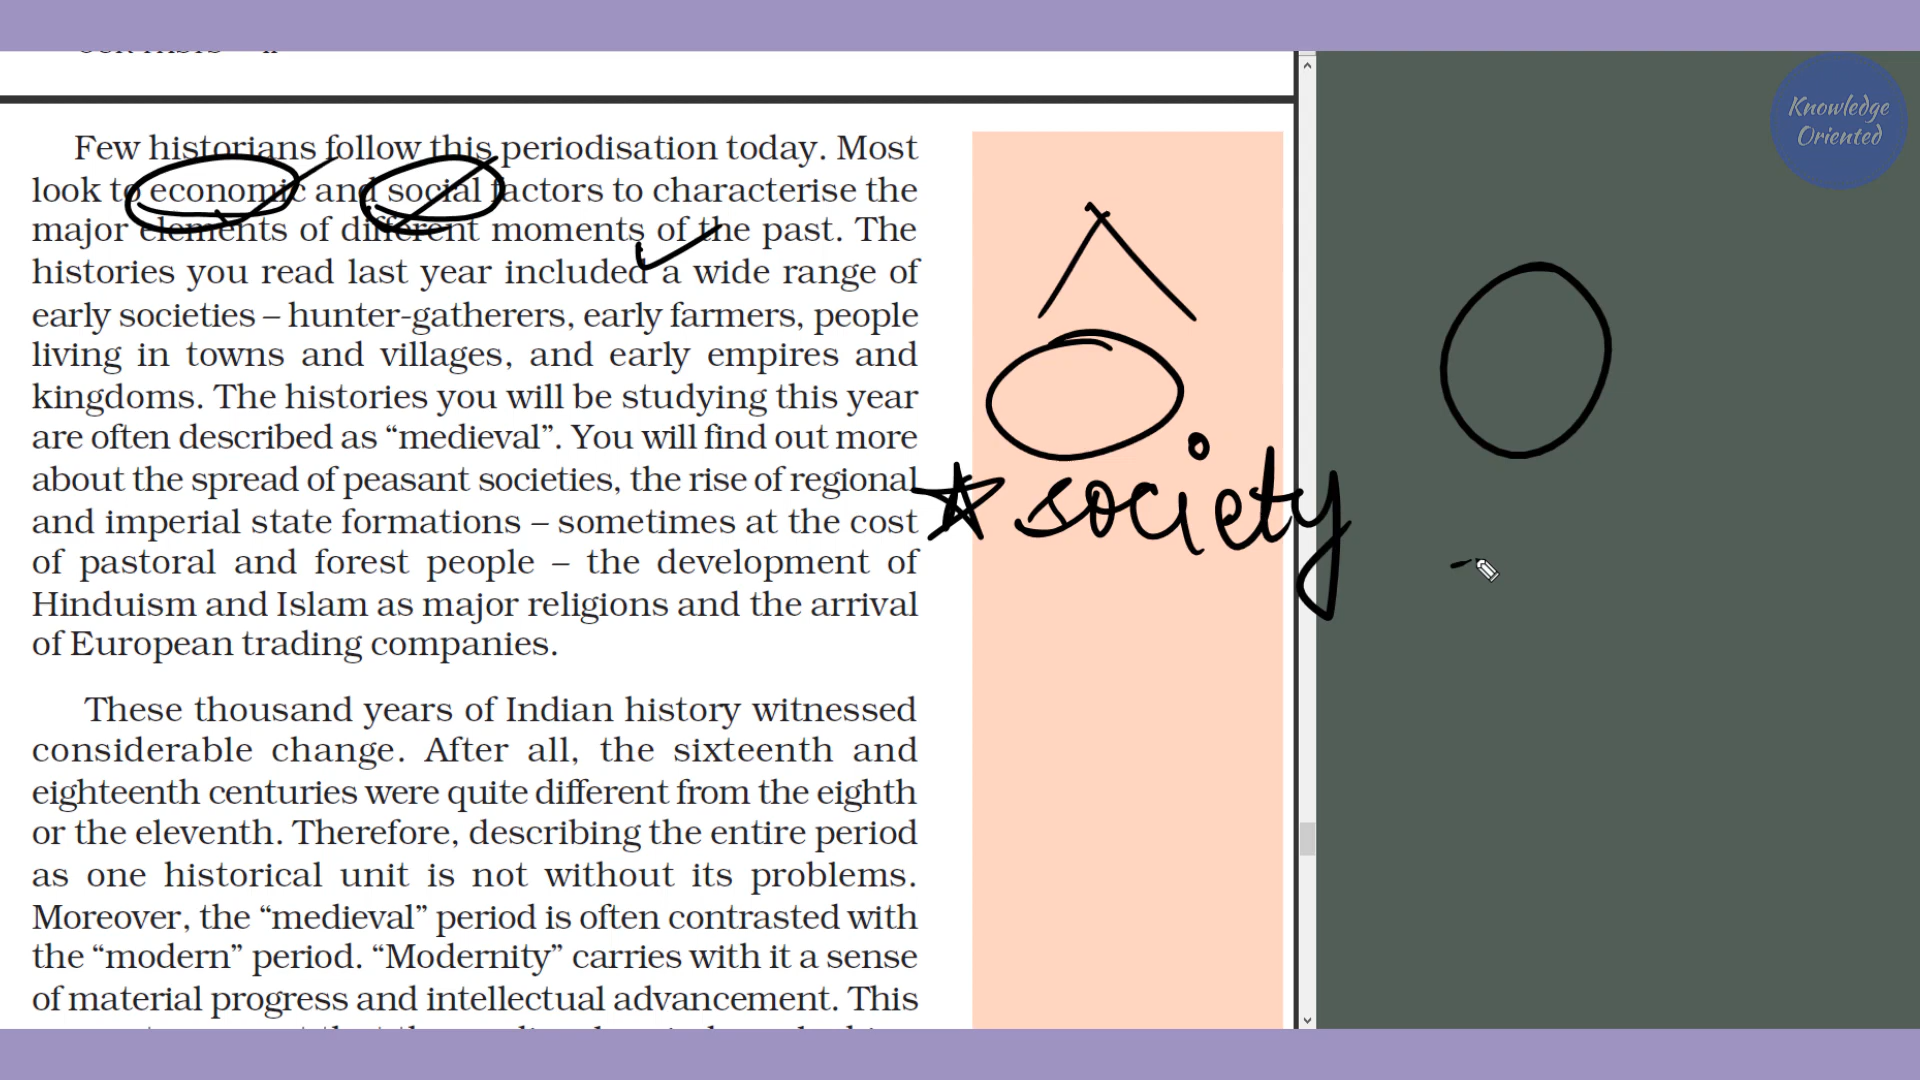 OUR PASTS – II
Knowledge
Oriented
Few historians follow this periodisation today. Most
look to economic and social factors to characterise the
major elements of different moments of the past. The
histories you read last year included a wide range of
early societies – hunter-gatherers, early farmers, people
living in towns and villages, and early empires and
kingdoms. The histories you will be studying this year
are often described as “medieval”. You will find out more
about the spread of peasant societies, the rise of regional
and imperial state formations – sometimes at the cost
of pastoral and forest people – the development of
Hinduism and Islam as major religions and the arrival
of European trading companies.
society
These thousand years of Indian history witnessed
considerable change. After all, the sixteenth and
eighteenth centuries were quite different from the eighth
or the eleventh. Therefore, describing the entire period
as one historical unit is not without its problems.
Moreover, the “medieval” period is often contrasted with
the “modern” period. “Modernity” carries with it a sense
of material progress and intellectual advancement. This